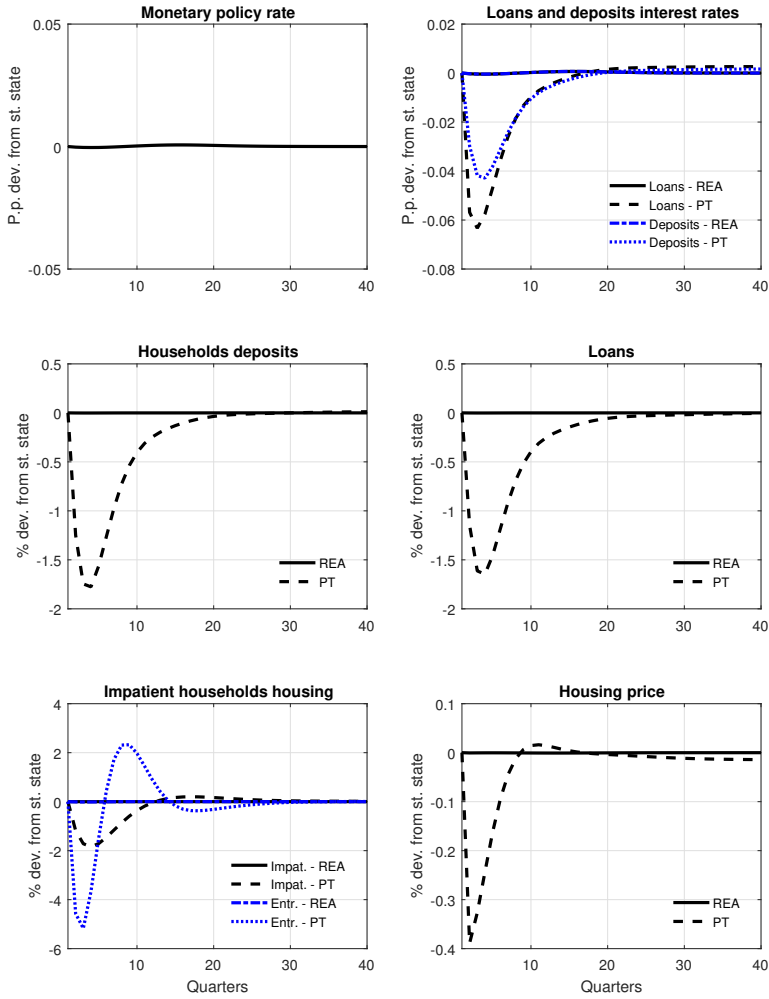 Monetary policy rate
P.p. dev. from st. state
0.05
0
-0.05
10
20
30
40
Loans and deposits interest rates
P.p. dev. from st. state
0.02
0
-0.02
-0.04
-0.06
-0.08
10
20
30
40
Loans - REA
Loans - PT
Deposits - REA
Deposits - PT
Households deposits
% dev. from st. state
0.5
0
-0.5
-1
-1.5
-2
10
20
30
40
REA
PT
Loans
% dev. from st. state
0.5
0
-0.5
-1
-1.5
-2
10
20
30
40
REA
PT
Impatient households housing
% dev. from st. state
4
2
0
-2
-4
-6
10
20
30
40
Impat. - REA
Impat. - PT
Entr. - REA
Entr. - PT
Quarters
Housing price
% dev. from st. state
0.1
0
-0.1
-0.2
-0.3
-0.4
10
20
30
40
REA
PT
Quarters